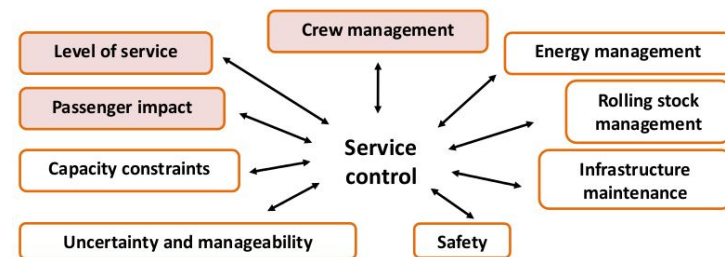 Crew management
Level of service
Energy management
Passenger impact
Rolling stock
management
Service
control
Capacity constraints
Infrastructure
maintenance
Uncertainty and manageability
Safety